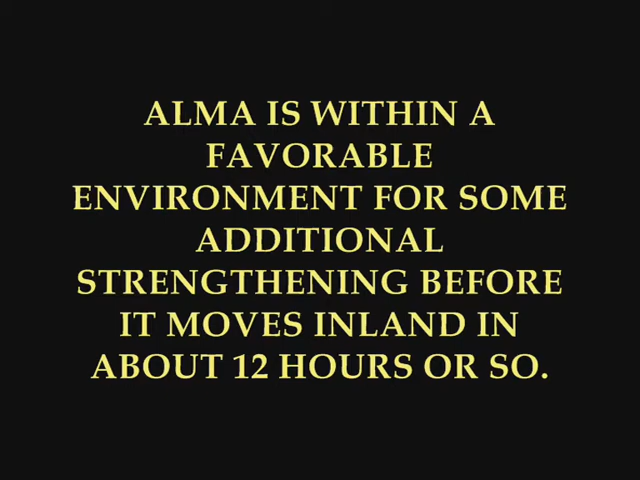 ALMA IS WITHIN A
FAVORABLE
ENVIRONMENT FOR SOME
ADDITIONAL
STRENGTHENING BEFORE
IT MOVES INLAND IN
ABOUT 12 HOURS OR SO.